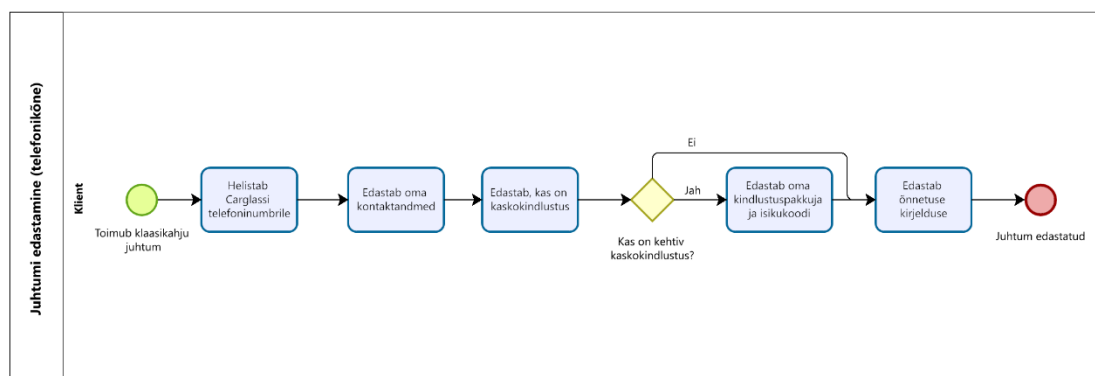 Juhtumi edastamine (telefonikõne)
Klient
Toimub klaasikahju
juhtum
Helistab
Carglassi
telefoninumbrile
Edastab oma
kontaktandmed
Edastab, kas on
kaskokindlustus
Kas on kehtiv
kaskokindlustus?
Ei
Jah
Edastab oma
kindlustuspakkuja
ja isikukoodi
Edastab
õnnetuse
kirjelduse
Juhtum edastatud